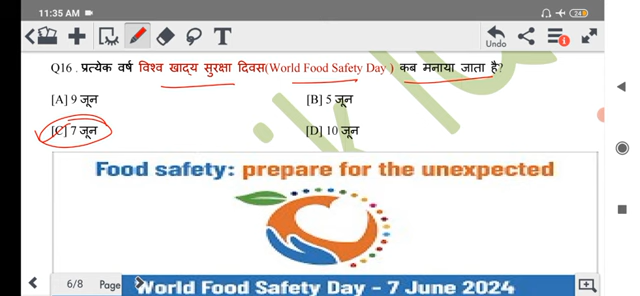 11:35 AM
24
T
Undo
Q16 . प्रत्येक वर्ष विश्व खाद्य सुरक्षा दिवस(World Food Safety Day ) कब मनाया जाता है?
[A] 9 जून [B] 5 जून
[C] 7 जून [D] 10 जून
Food safety: prepare for the unexpected
6/8 Page World Food Safety Day - 7 June 2024